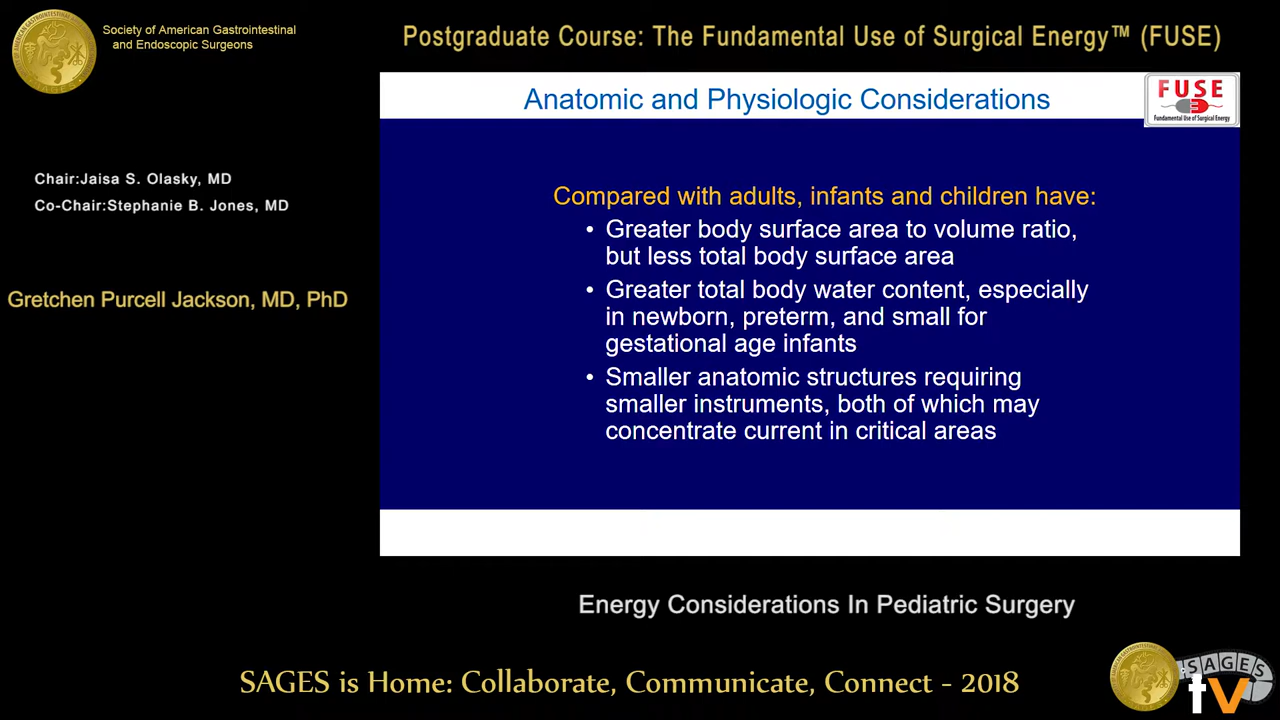 Society of American Gastrointestinal
and Endoscopic Surgeons
Postgraduate Course: The Fundamental Use of Surgical Energy™ (FUSE)
Anatomic and Physiologic Considerations
FUSE
Fundamental Use of Surgical Energy
Chair:Jaisa S. Olasky, MD
Co-Chair:Stephanie B. Jones, MD
Gretchen Purcell Jackson, MD, PhD
Compared with adults, infants and children have:
• Greater body surface area to volume ratio,
but less total body surface area
• Greater total body water content, especially
in newborn, preterm, and small for
gestational age infants
• Smaller anatomic structures requiring
smaller instruments, both of which may
concentrate current in critical areas
Energy Considerations In Pediatric Surgery
SAGES is Home: Collaborate, Communicate, Connect - 2018
SAGES
tv